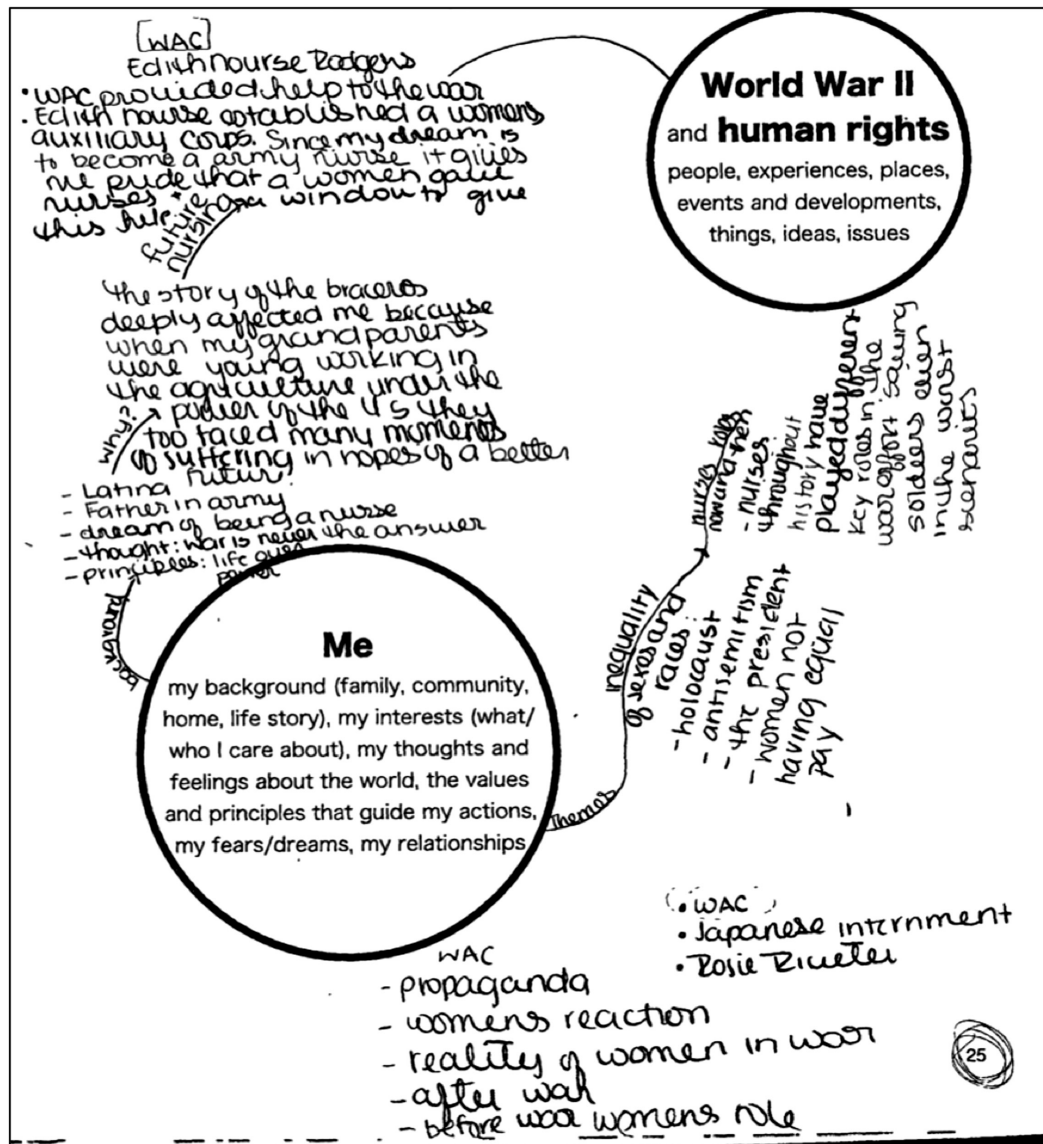 [WAC]
Edith nourse Rodgers
• WAC provided help to the war
• Edith nourse established a womens
auxiliary corps. Since my dream is
to become a army nurse it gives
me pride that a women gave
nurses a window to give
this help
future
nursing
the story of the braceros
deeply affected me because
when my grandparents
were young working in
the agriculture under the
power of the US they
too faced many moments
of suffering in hopes of a better
futur.
why?
- Latina
- Father in army
- dream of being a nurse
- thought: war is never the answer
- principles: life over
power
background
World War II
and human rights
people, experiences, places,
events and developments,
things, ideas, issues
nurses roles
now and then
- nurses
throughout
history have
played different
key roles in the
war effort saving
soldiers even
in the worst
scenarios
inequality
of sexes and
races
- holocaust
- antisemitism
- the president
- women not
having equal
pay
Themes
Me
my background (family, community,
home, life story), my interests (what/
who I care about), my thoughts and
feelings about the world, the values
and principles that guide my actions,
my fears/dreams, my relationships
• WAC
• Japanese internment
• Rosie Riveter
WAC
- propaganda
- womens reaction
- reality of women in war
- after war
- before war womens role
25